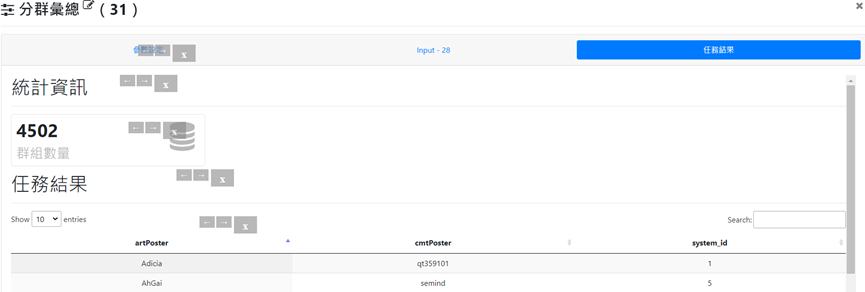 分群彙總 ( 31 )
Input - 28
任務結果
← → x
← → x
統計資訊
← → x
4502
群組數量
← → x
任務結果
Show 10 entries
Search:
← → x
artPoster cmtPoster system_id
Adicia qt359101 1
AhGai semind 5